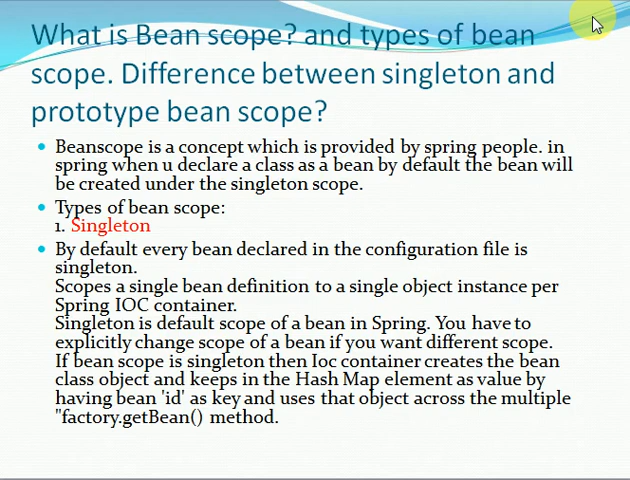 What is Bean scope? and types of bean
scope. Difference between singleton and
prototype bean scope?
Beanscope is a concept which is provided by spring people. in
spring when u declare a class as a bean by default the bean will
be created under the singleton scope.
Types of bean scope:
1. Singleton
By default every bean declared in the configuration file is
singleton.
Scopes a single bean definition to a single object instance per
Spring IOC container.
Singleton is default scope of a bean in Spring. You have to
explicitly change scope of a bean if you want different scope.
If bean scope is singleton then Ioc container creates the bean
class object and keeps in the Hash Map element as value by
having bean 'id' as key and uses that object across the multiple
"factory.getBean() method.